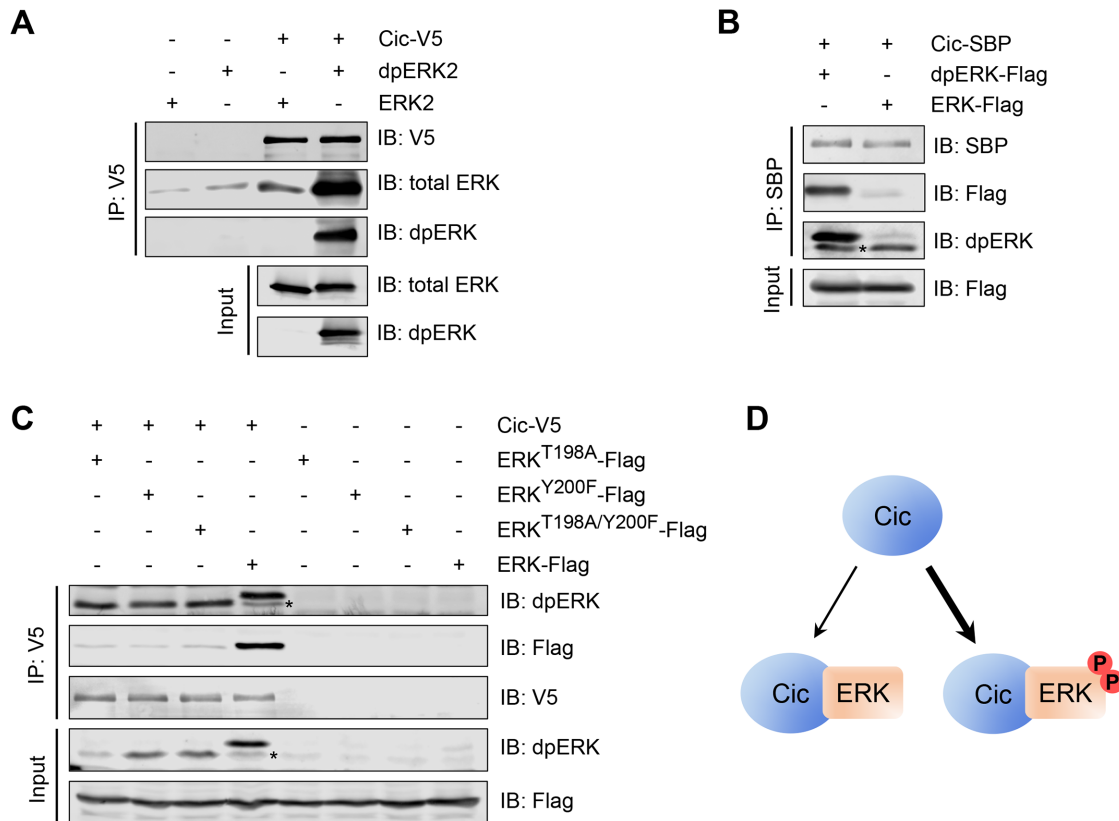 A
- - + + Cic-V5
- + - + dpERK2
+ - + - ERK2
IP: V5
IB: V5
IB: total ERK
IB: dpERK
Input
IB: total ERK
IB: dpERK
B
+ + Cic-SBP
+ - dpERK-Flag
- + ERK-Flag
IP: SBP
IB: SBP
IB: Flag
* IB: dpERK
Input
IB: Flag
C
+ + + + - - - - Cic-V5
+ - - - + - - - ERK^T198A-Flag
- + - - - + - - ERK^Y200F-Flag
- - + - - - + - ERK^T198A/Y200F-Flag
- - - + - - - + ERK-Flag
IP: V5
* IB: dpERK
IB: Flag
IB: V5
Input
* IB: dpERK
IB: Flag
D
Cic
Cic ERK
Cic ERK P P